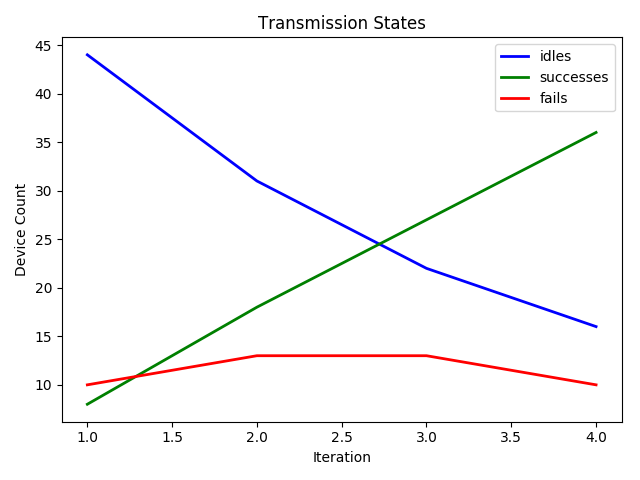 Transmission States
idles
successes
fails
Device Count
45
40
35
30
25
20
15
10
1.0 1.5 2.0 2.5 3.0 3.5 4.0
Iteration